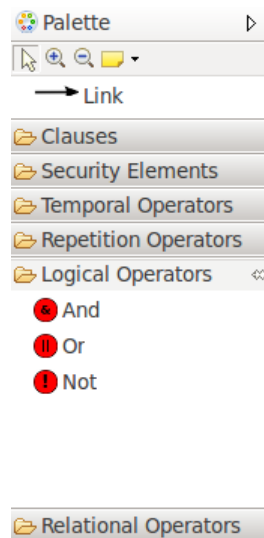 Palette
Link
Clauses
Security Elements
Temporal Operators
Repetition Operators
Logical Operators
& And
|| Or
! Not
Relational Operators